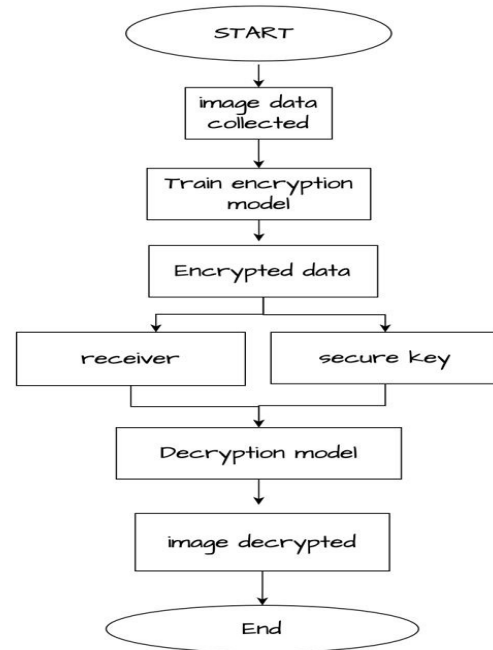 START
image data
collected
Train encryption
model
Encrypted data
receiver
secure key
Decryption model
image decrypted
End